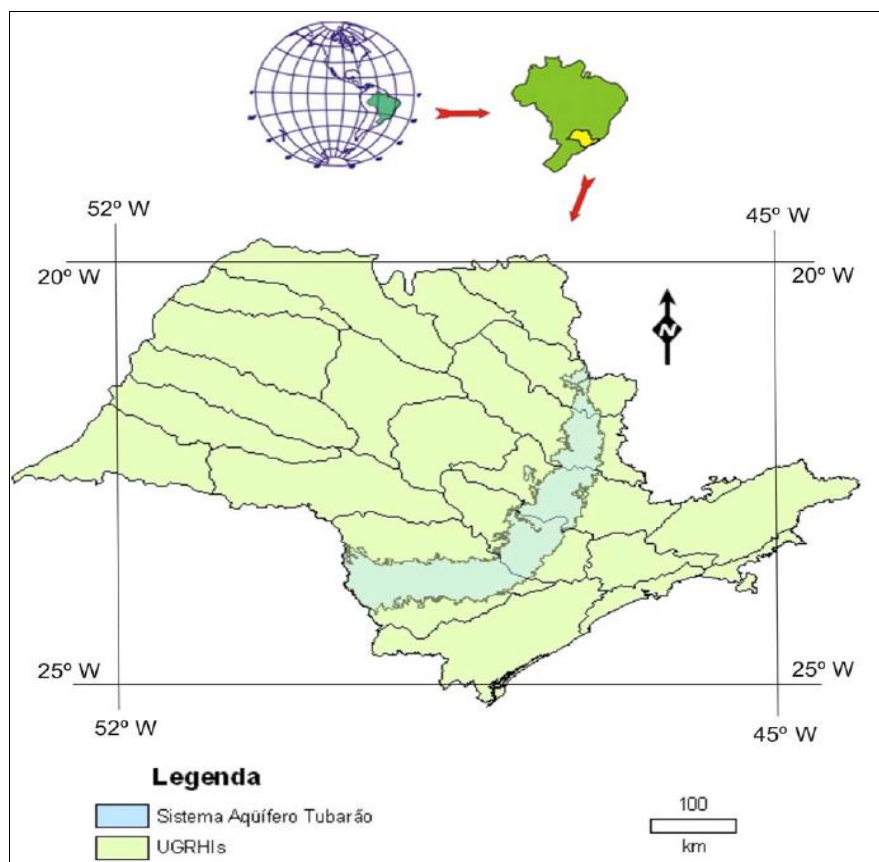 52º W
45º W
20º W
20º W
N
25º W
25º W
52º W
45º W
Legenda
Sistema Aqüífero Tubarão
UGRHIs
100
km